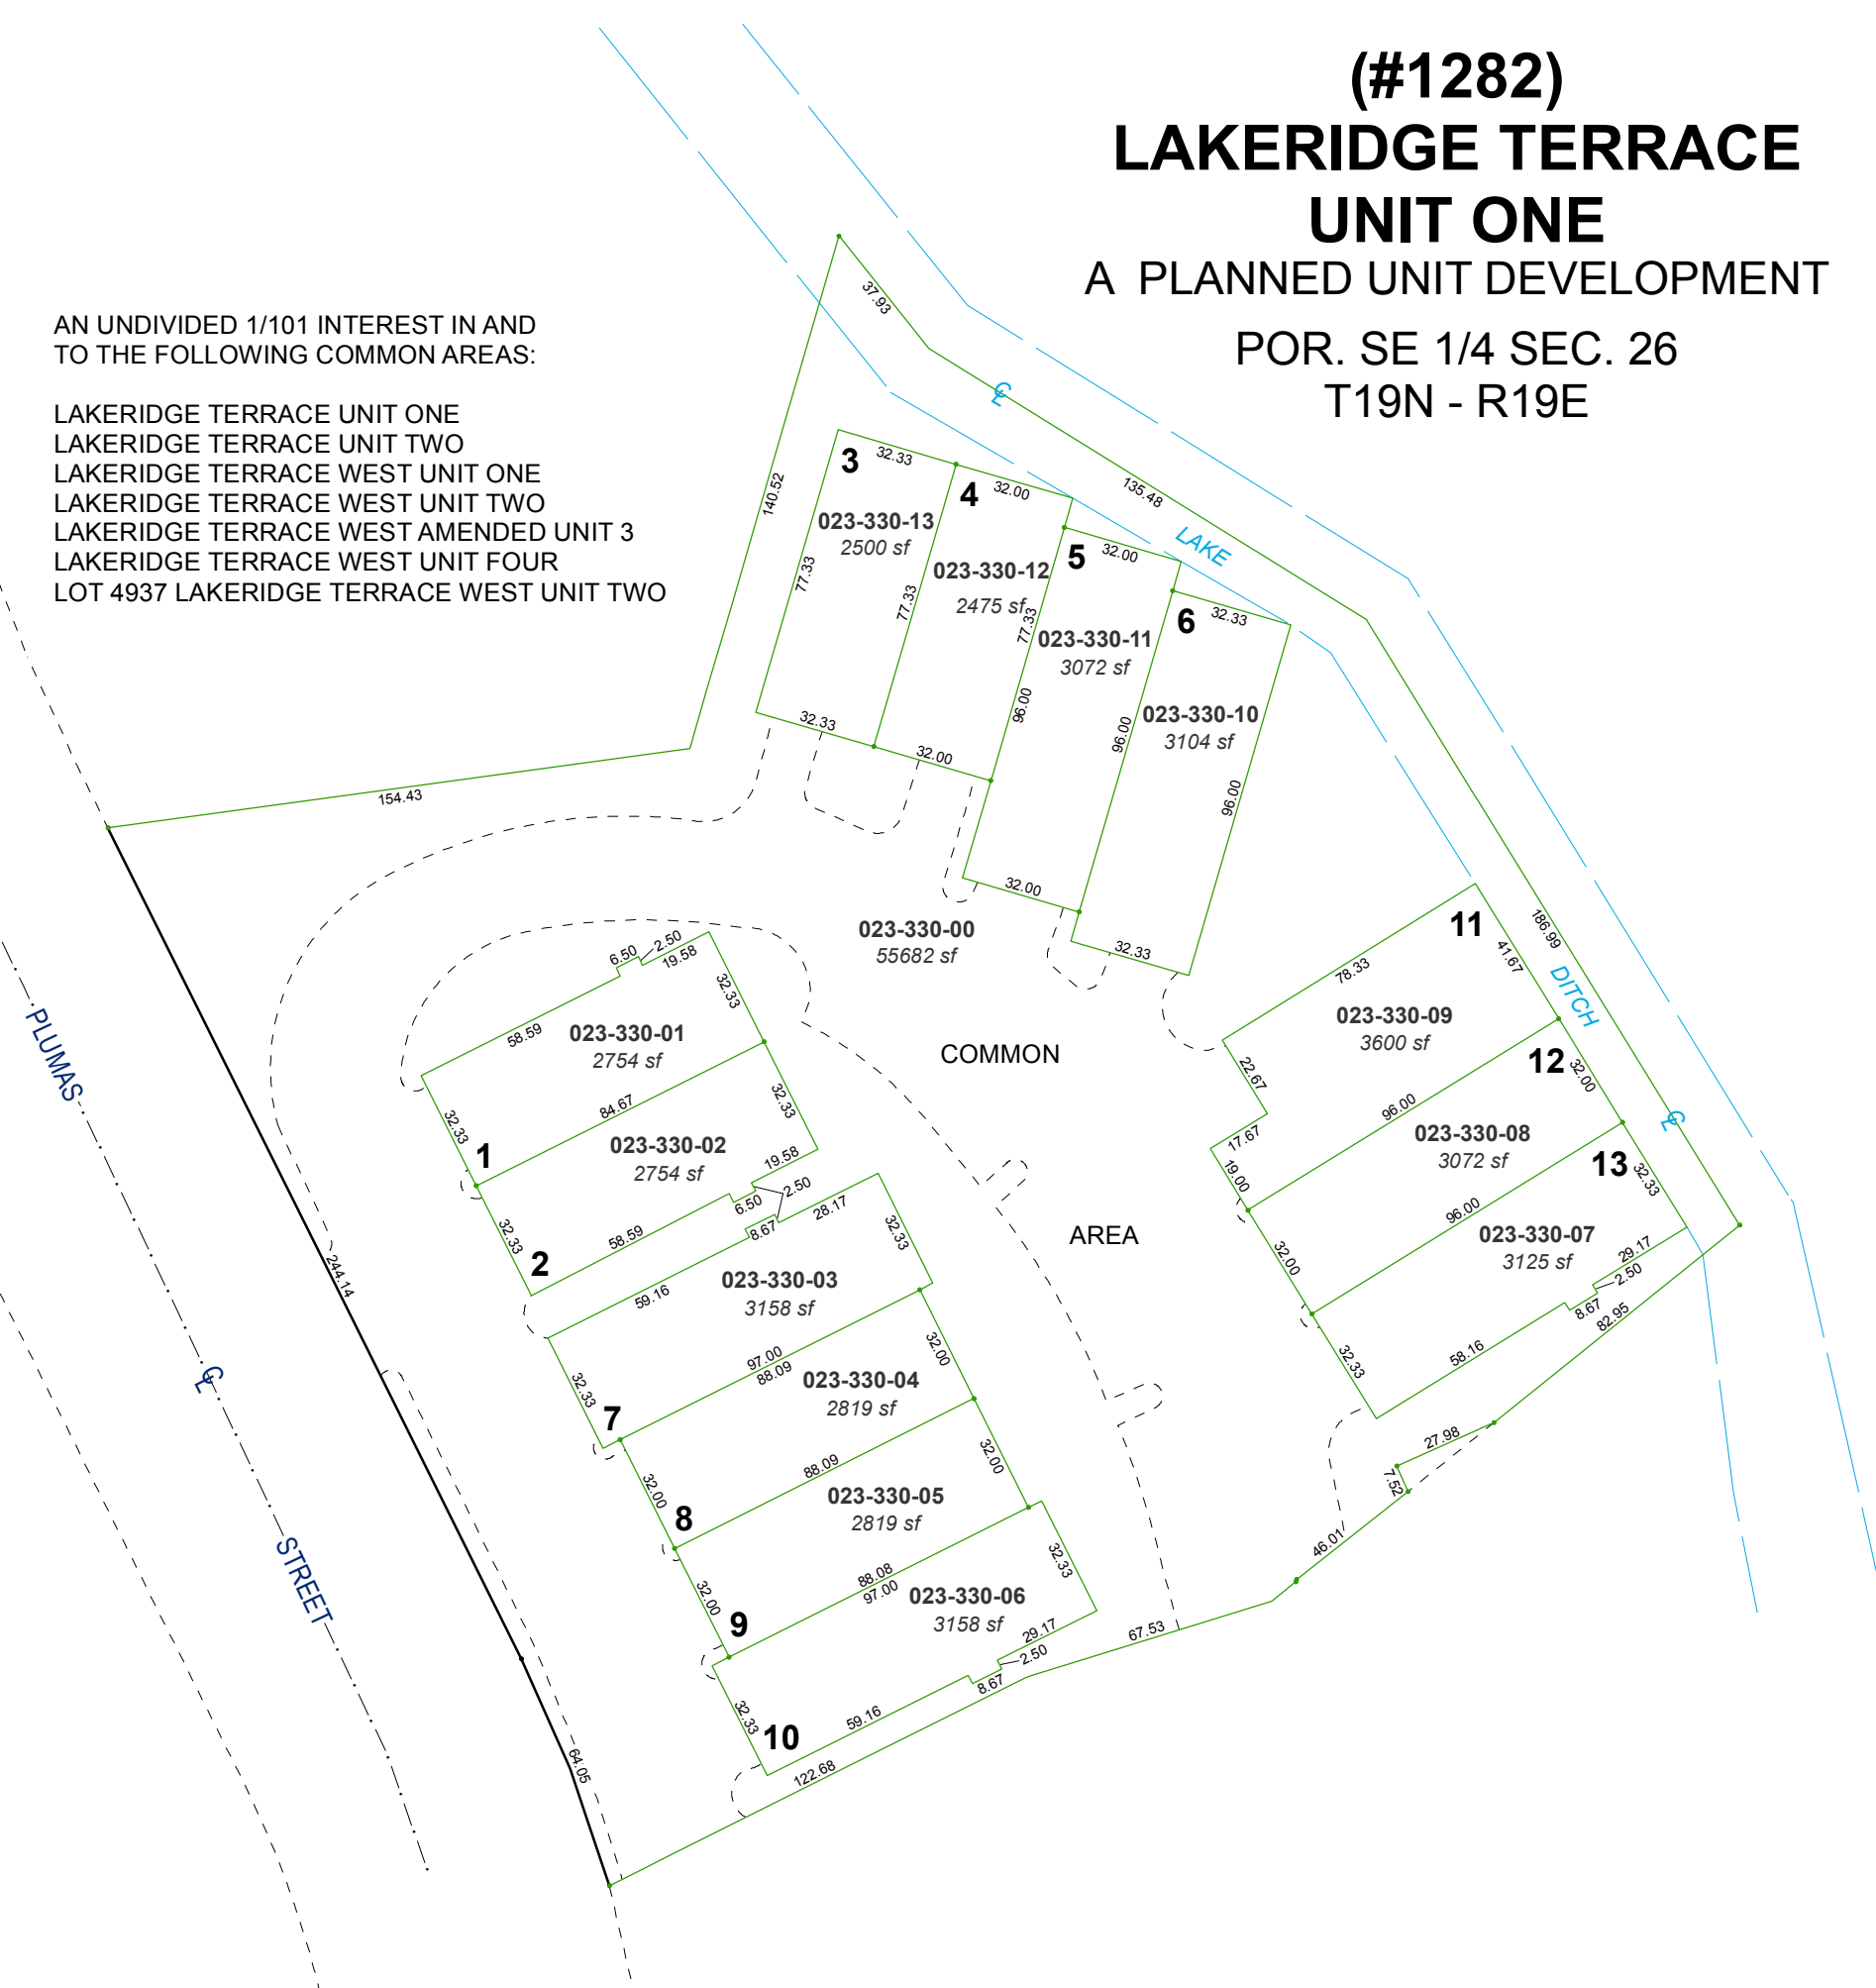 (#1282)
LAKERIDGE TERRACE
UNIT ONE
A PLANNED UNIT DEVELOPMENT
POR. SE 1/4 SEC. 26
T19N - R19E
AN UNDIVIDED 1/101 INTEREST IN AND
TO THE FOLLOWING COMMON AREAS:
LAKERIDGE TERRACE UNIT ONE
LAKERIDGE TERRACE UNIT TWO
LAKERIDGE TERRACE WEST UNIT ONE
LAKERIDGE TERRACE WEST UNIT TWO
LAKERIDGE TERRACE WEST AMENDED UNIT 3
LAKERIDGE TERRACE WEST UNIT FOUR
LOT 4937 LAKERIDGE TERRACE WEST UNIT TWO
37.93
140.52
154.43
135.48
186.99
CL
LAKE
DITCH
CL
3
32.33
023-330-13
2500 sf
77.33
77.33
32.33
4
32.00
023-330-12
2475 sf
77.33
32.00
5
32.00
023-330-11
3072 sf
96.00
96.00
32.00
6
32.33
023-330-10
3104 sf
96.00
32.33
023-330-00
55682 sf
COMMON
AREA
11
41.67
78.33
023-330-09
3600 sf
22.67
17.67
19.00
12
32.00
96.00
023-330-08
3072 sf
32.00
13
32.33
96.00
023-330-07
3125 sf
29.17
2.50
8.67
58.16
32.33
82.95
27.98
7.52
46.01
67.53
122.68
6.50
2.50
19.58
32.33
58.59
023-330-01
2754 sf
32.33
84.67
1
32.33
023-330-02
2754 sf
19.58
2.50
6.50
58.59
32.33
2
28.17
8.67
32.33
59.16
023-330-03
3158 sf
32.33
97.00
7
88.09
32.00
023-330-04
2819 sf
32.00
88.09
8
32.00
023-330-05
2819 sf
32.00
88.08
9
97.00
32.33
023-330-06
3158 sf
29.17
2.50
8.67
59.16
32.33
10
244.14
64.05
PLUMAS
CL
STREET